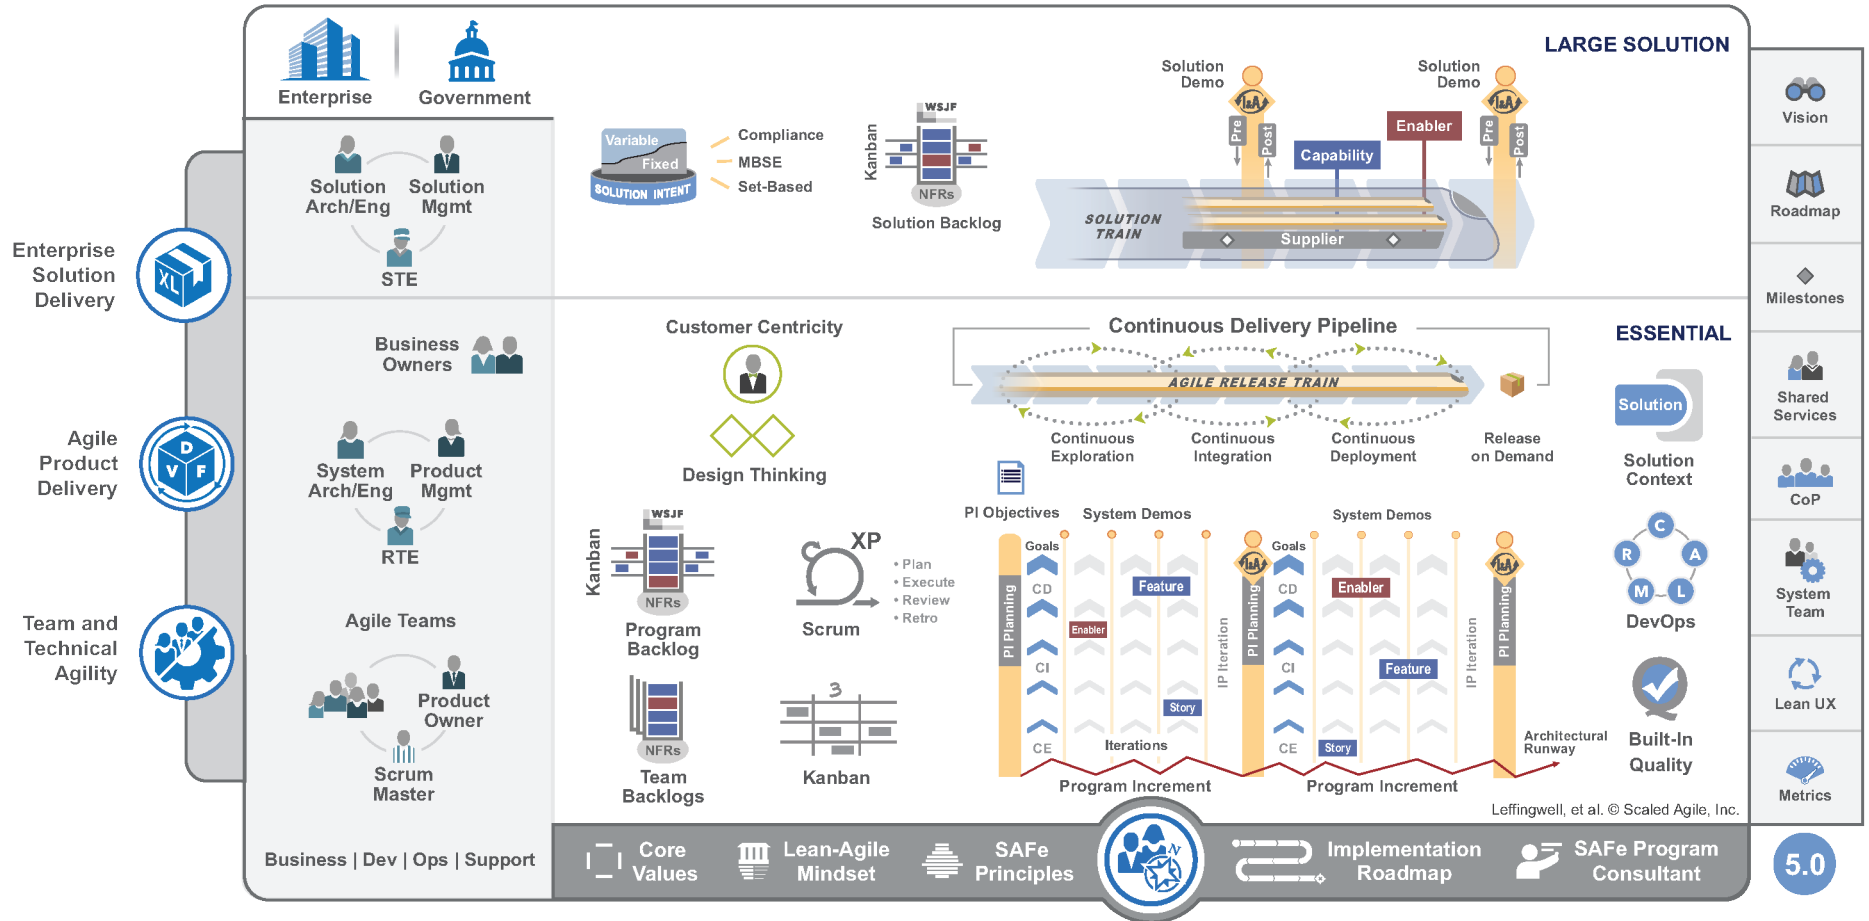 Enterprise
Government
LARGE SOLUTION
Solution
Arch/Eng
Solution
Mgmt
STE
Variable
Fixed
SOLUTION INTENT
Compliance
MBSE
Set-Based
WSJF
Kanban
NFRs
Solution Backlog
Solution
Demo
I&A
Pre
Post
Capability
Enabler
Solution
Demo
I&A
Pre
Post
SOLUTION
TRAIN
Supplier
Enterprise
Solution
Delivery
XL
Agile
Product
Delivery
D
V F
Team and
Technical
Agility
Business
Owners
System
Arch/Eng
Product
Mgmt
RTE
Agile Teams
Product
Owner
Scrum
Master
Business | Dev | Ops | Support
Customer Centricity
Design Thinking
WSJF
Kanban
NFRs
Program
Backlog
XP
Scrum
• Plan
• Execute
• Review
• Retro
NFRs
Team
Backlogs
3
Kanban
ESSENTIAL
Continuous Delivery Pipeline
AGILE RELEASE TRAIN
Continuous
Exploration
Continuous
Integration
Continuous
Deployment
Release
on Demand
PI Objectives
System Demos
System Demos
PI Planning
Goals
CD
CI
CE
Enabler
Feature
Story
Iterations
IP Iteration
I&A
PI Planning
Goals
CD
CI
CE
Enabler
Feature
Story
IP Iteration
I&A
PI Planning
Architectural
Runway
Program Increment
Program Increment
Solution
Solution
Context
C
R A
M L
DevOps
Built-In
Quality
Leffingwell, et al. © Scaled Agile, Inc.
Vision
Roadmap
Milestones
Shared
Services
CoP
System
Team
Lean UX
Metrics
Core
Values
Lean-Agile
Mindset
SAFe
Principles
N
Implementation
Roadmap
SAFe Program
Consultant
5.0